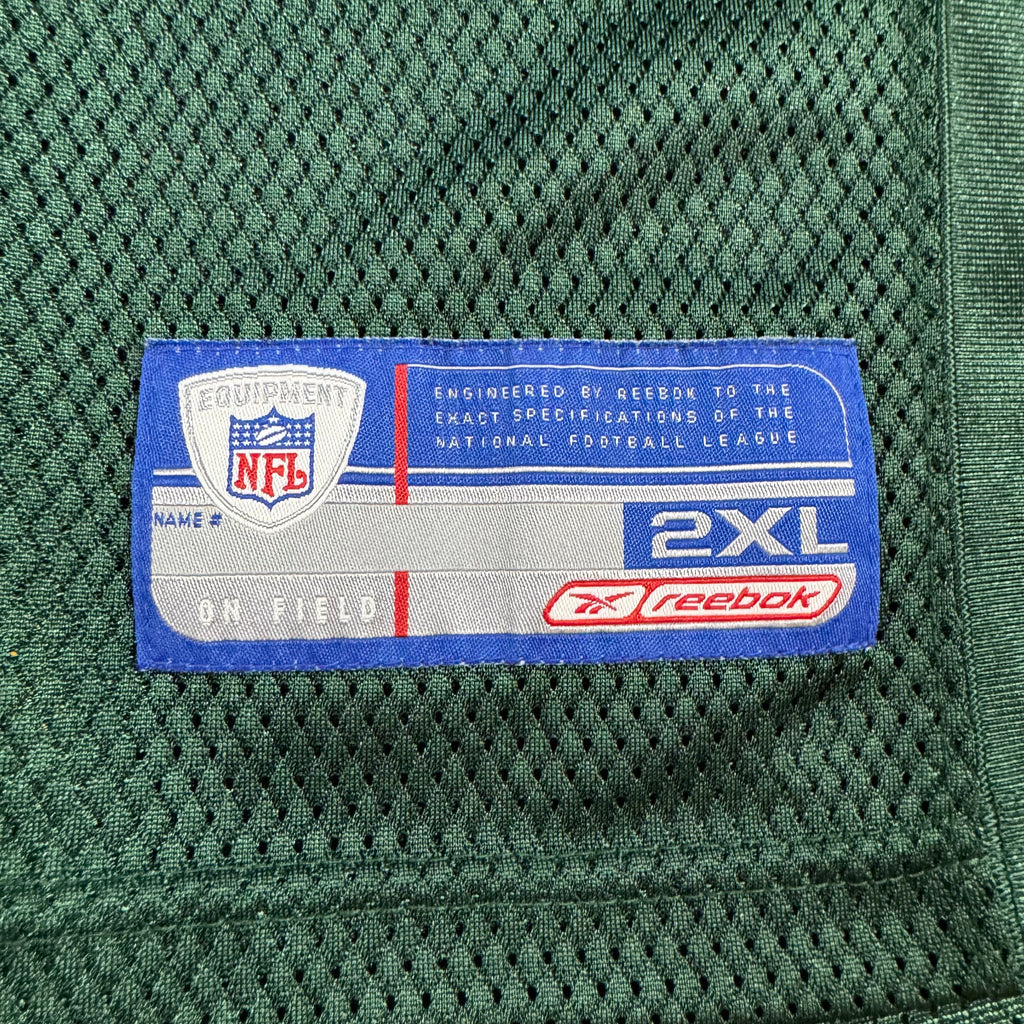 EQUIPMENT
NFL
ENGINEERED BY REEBOK TO THE
EXACT SPECIFICATIONS OF THE
NATIONAL FOOTBALL LEAGUE
NAME #
2XL
ON FIELD
reebok